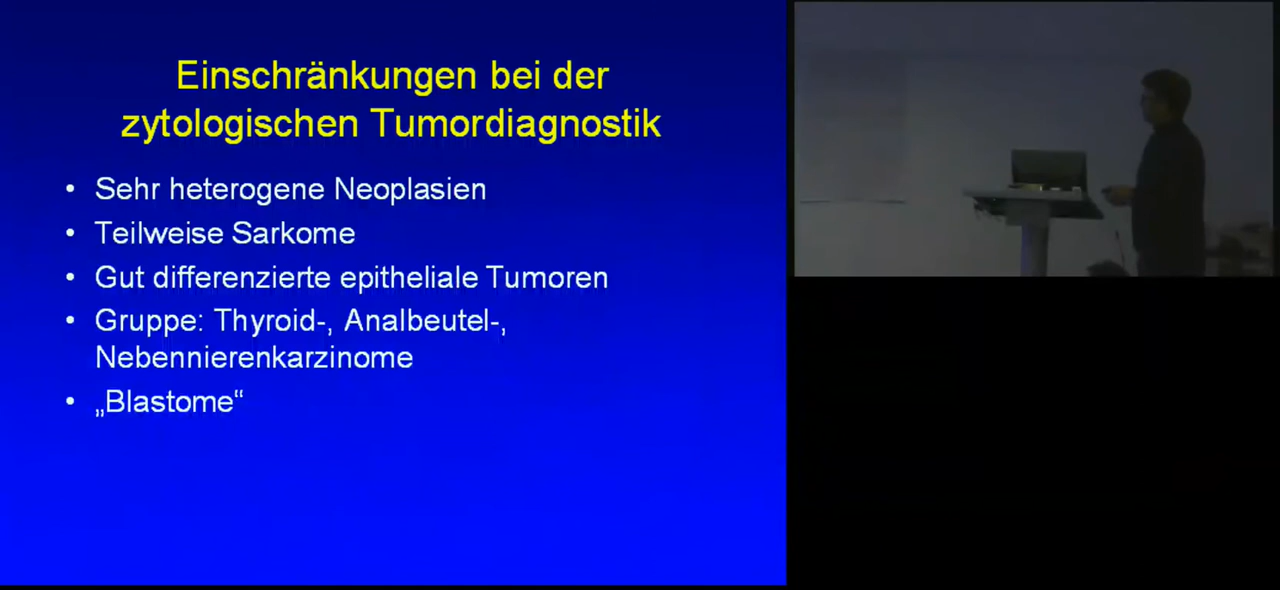 Einschränkungen bei der
zytologischen Tumordiagnostik
• Sehr heterogene Neoplasien
• Teilweise Sarkome
• Gut differenzierte epitheliale Tumoren
• Gruppe: Thyroid-, Analbeutel-,
Nebennierenkarzinome
• „Blastome“